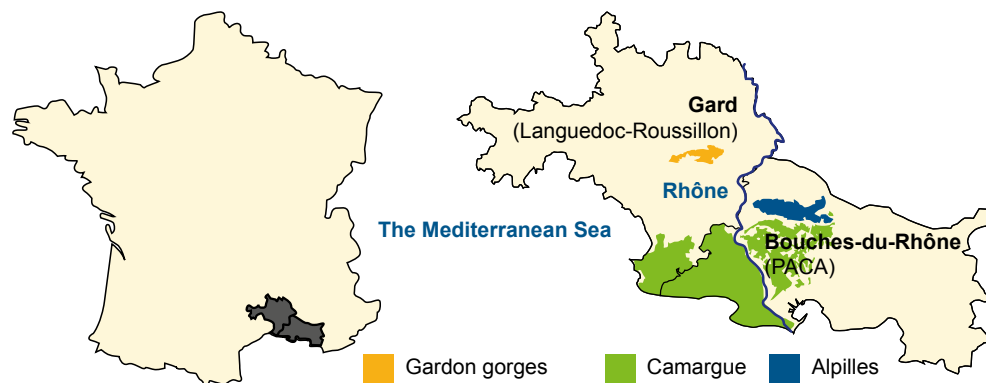 Gard
(Languedoc-Roussillon)
Rhône
The Mediterranean Sea
Bouches-du-Rhône
(PACA)
Gardon gorges
Camargue
Alpilles